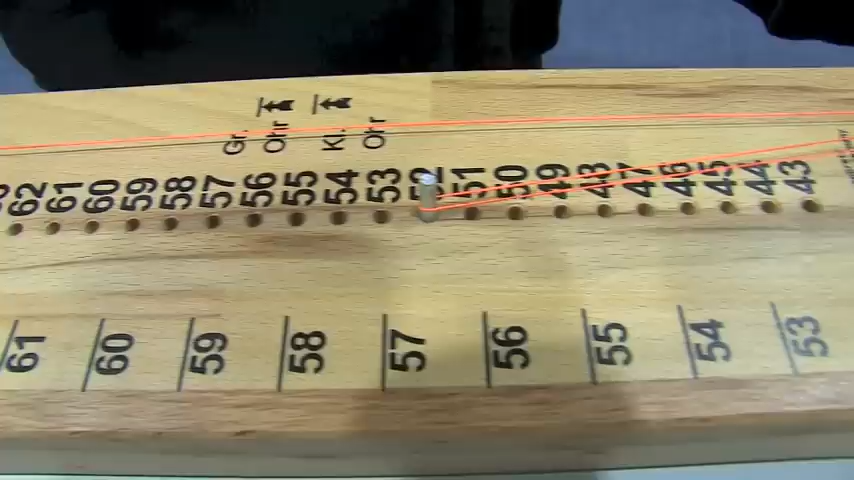 Gr. Ohr
Kl. Ohr
62 61 60 59 58 57 56 55 54 53 52 51 50 49 48 47 46 45 44 43
61 60 59 58 57 56 55 54 53